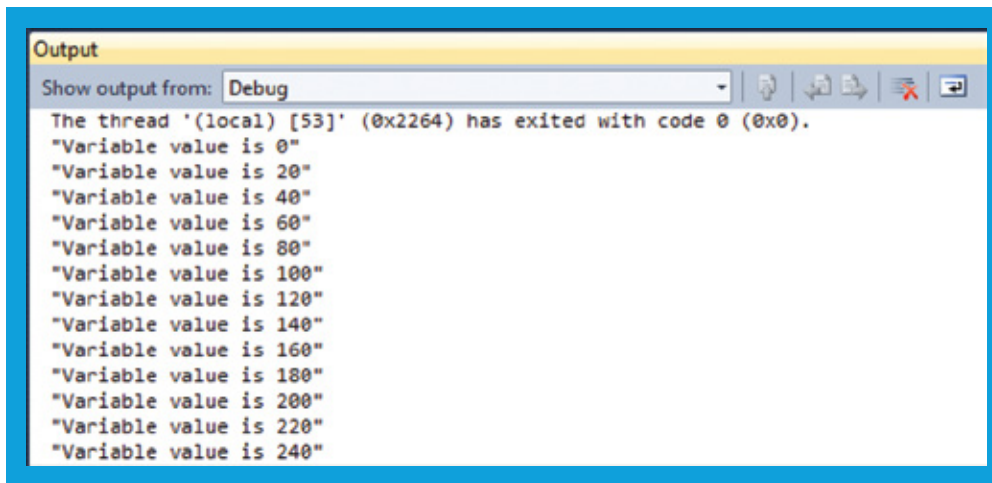 Output
Show output from: Debug
The thread '(local) [53]' (0x2264) has exited with code 0 (0x0).
"Variable value is 0"
"Variable value is 20"
"Variable value is 40"
"Variable value is 60"
"Variable value is 80"
"Variable value is 100"
"Variable value is 120"
"Variable value is 140"
"Variable value is 160"
"Variable value is 180"
"Variable value is 200"
"Variable value is 220"
"Variable value is 240"